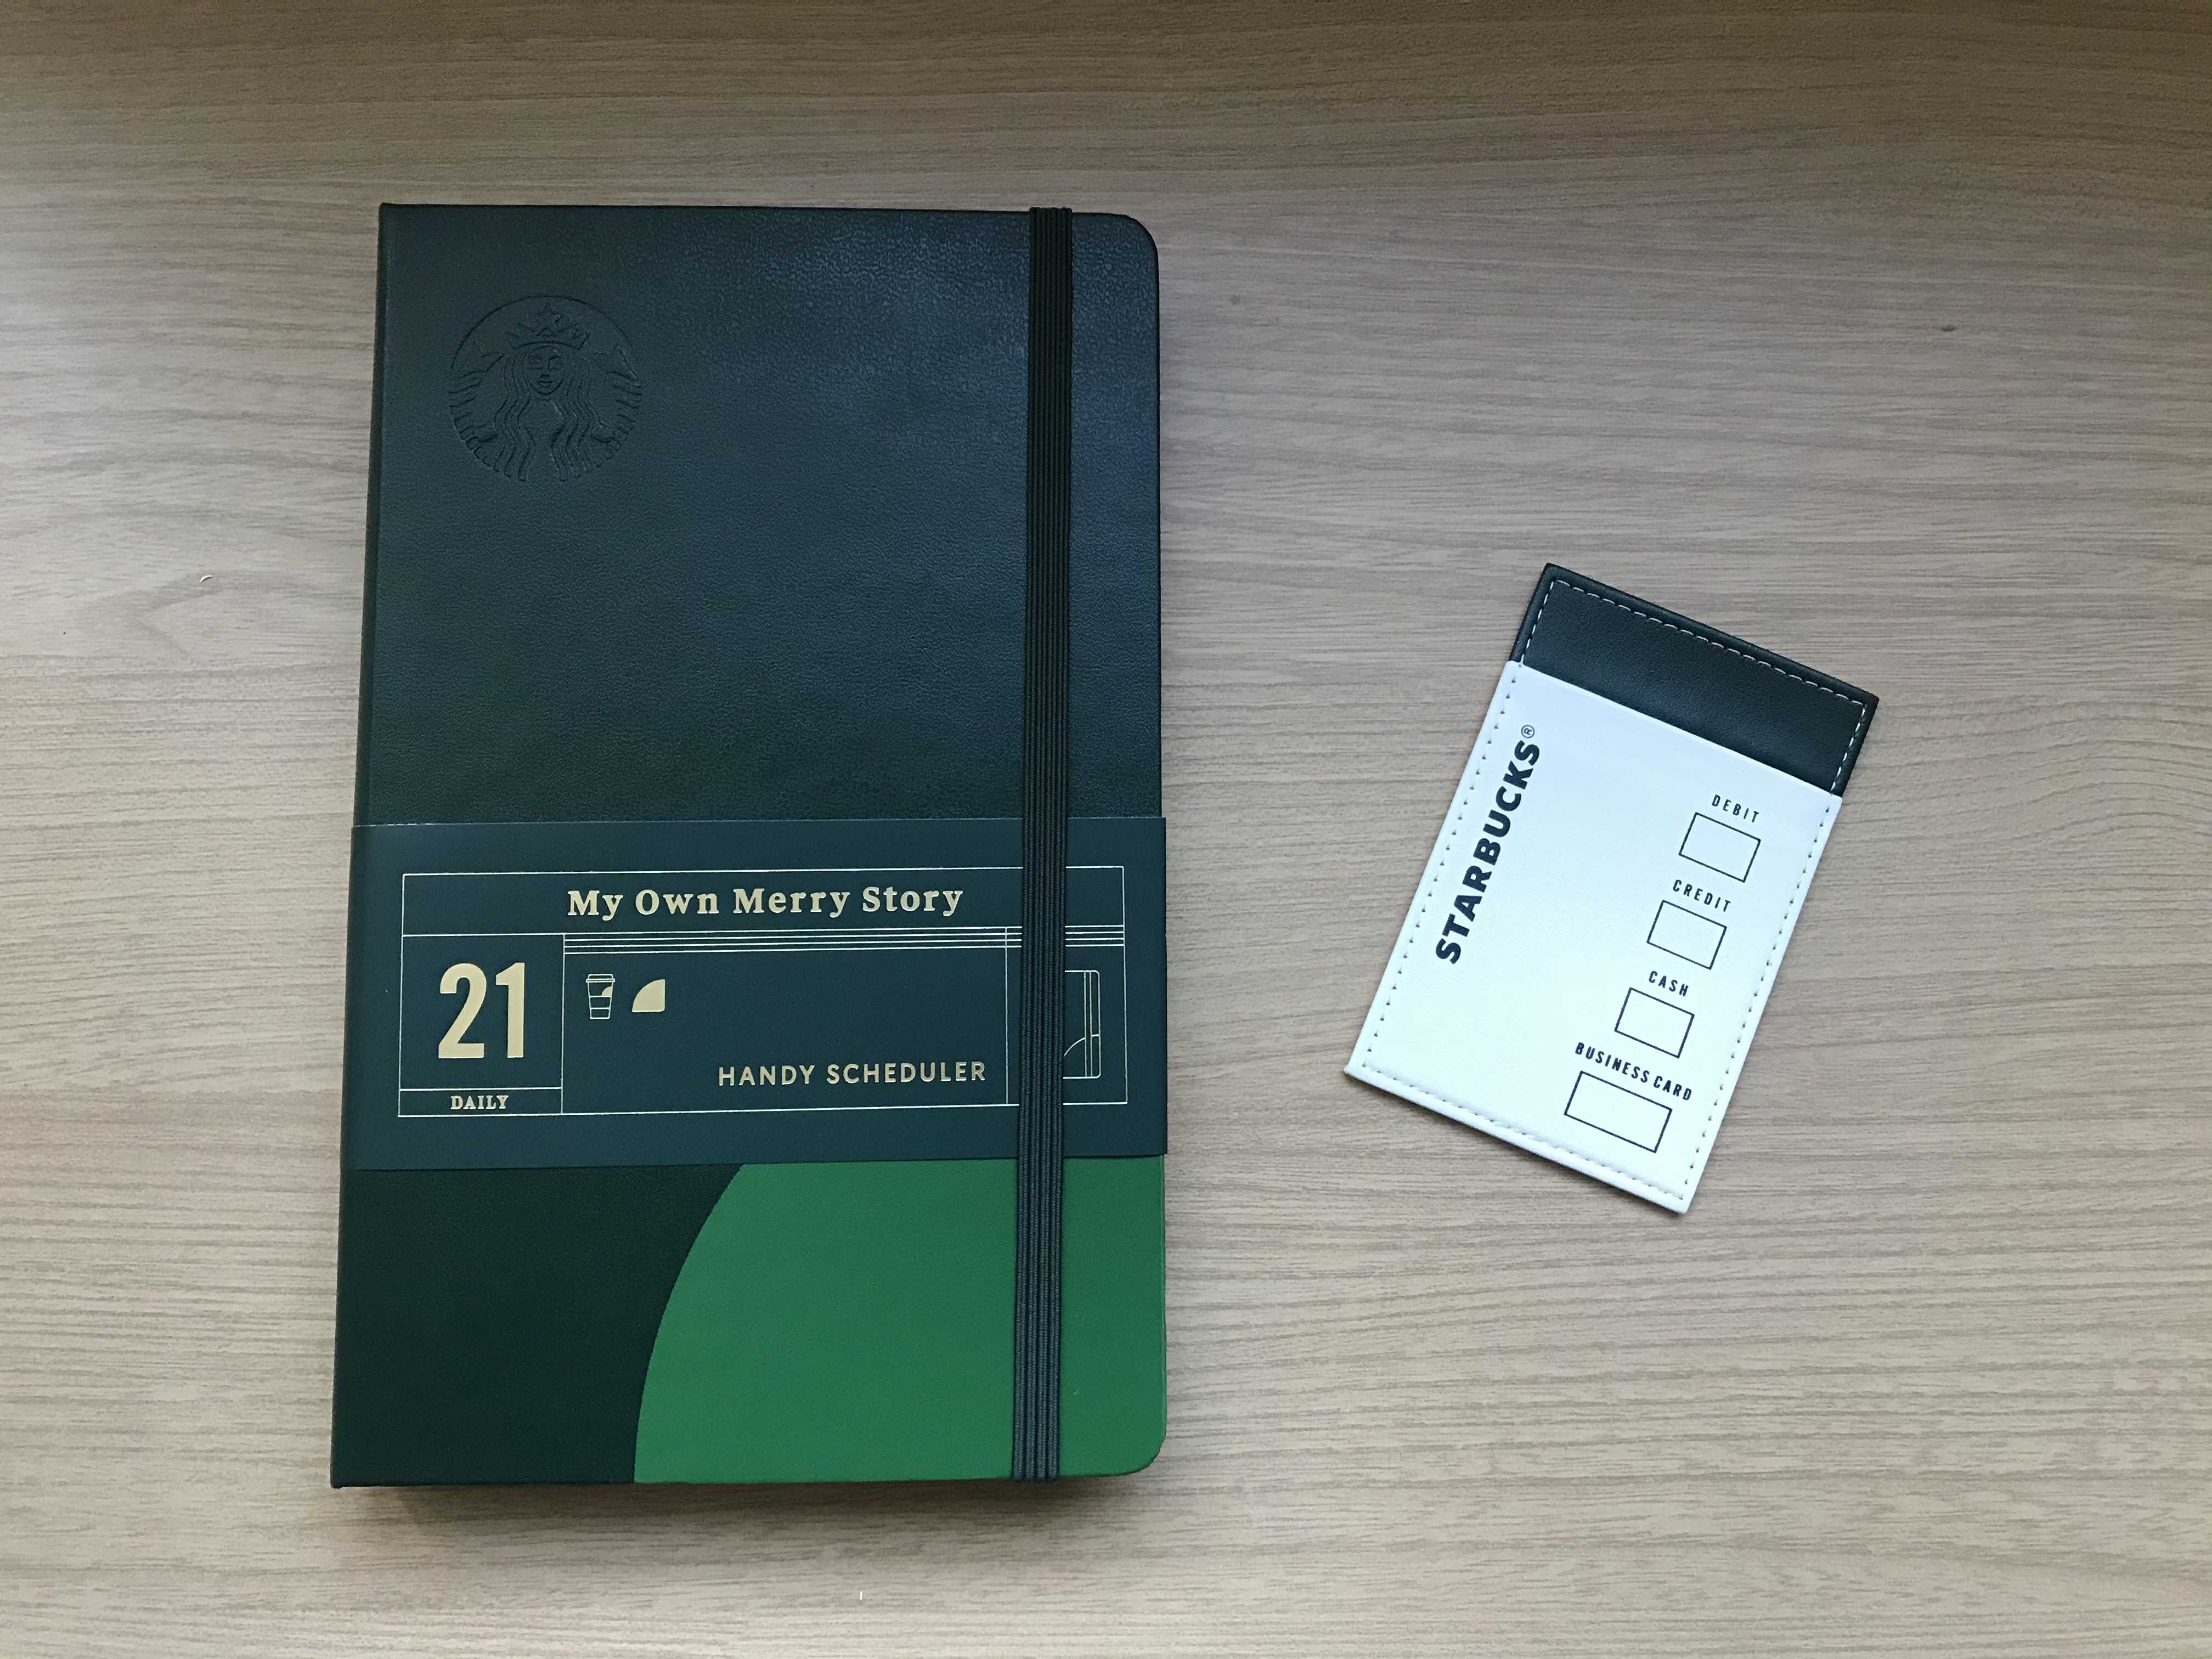 My Own Merry Story
21
DAILY
HANDY SCHEDULER
STARBUCKS®
DEBIT
CREDIT
CASH
BUSINESS CARD